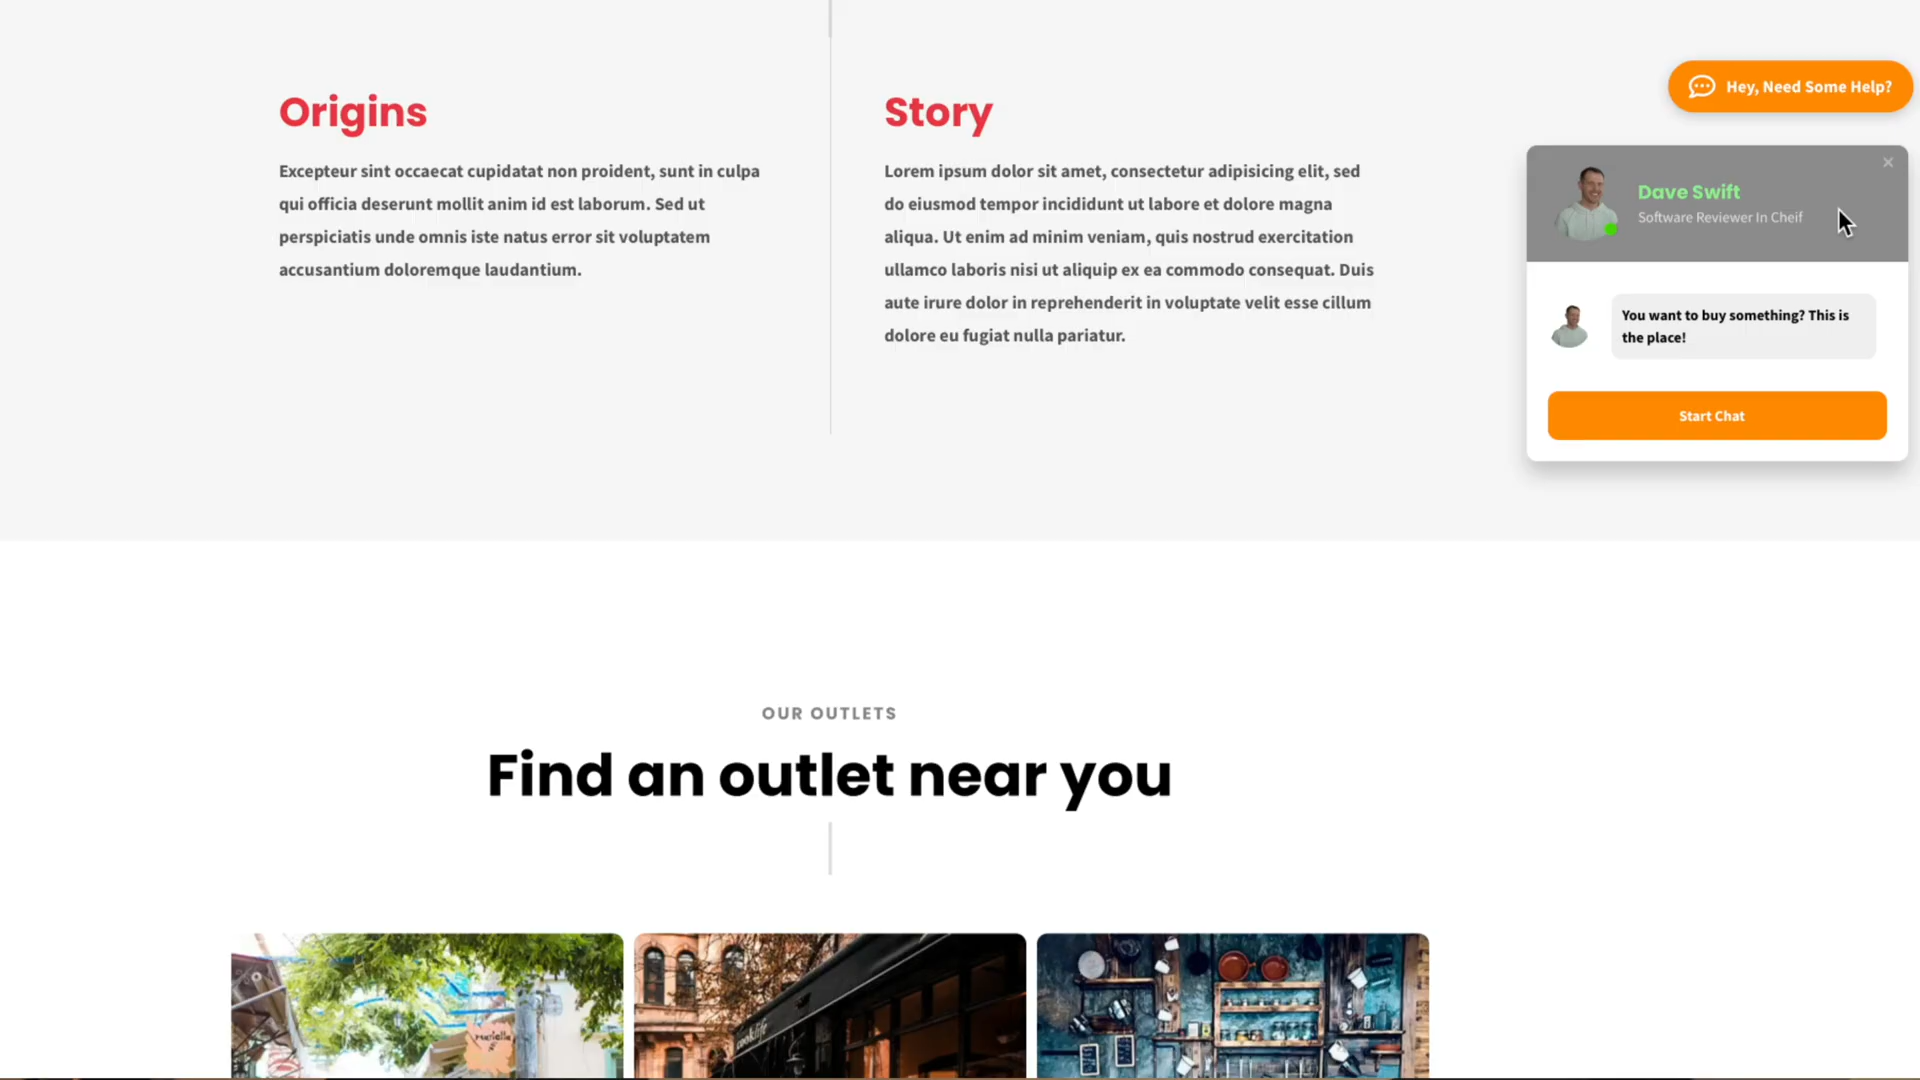 Origins
Excepteur sint occaecat cupidatat non proident, sunt in culpa
qui officia deserunt mollit anim id est laborum. Sed ut
perspiciatis unde omnis iste natus error sit voluptatem
accusantium doloremque laudantium.
Story
Lorem ipsum dolor sit amet, consectetur adipisicing elit, sed
do eiusmod tempor incididunt ut labore et dolore magna
aliqua. Ut enim ad minim veniam, quis nostrud exercitation
ullamco laboris nisi ut aliquip ex ea commodo consequat. Duis
aute irure dolor in reprehenderit in voluptate velit esse cillum
dolore eu fugiat nulla pariatur.
Hey, Need Some Help?
Dave Swift
Software Reviewer In Cheif
You want to buy something? This is
the place!
Start Chat
OUR OUTLETS
Find an outlet near you
cooklife